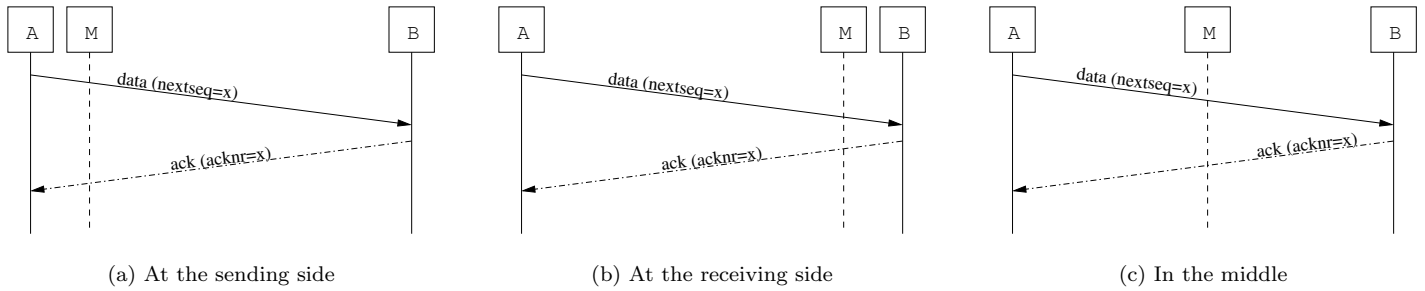 A M B
data (nextseq=x)
ack (acknr=x)
(a) At the sending side
A M B
data (nextseq=x)
ack (acknr=x)
(b) At the receiving side
A M B
data (nextseq=x)
ack (acknr=x)
(c) In the middle